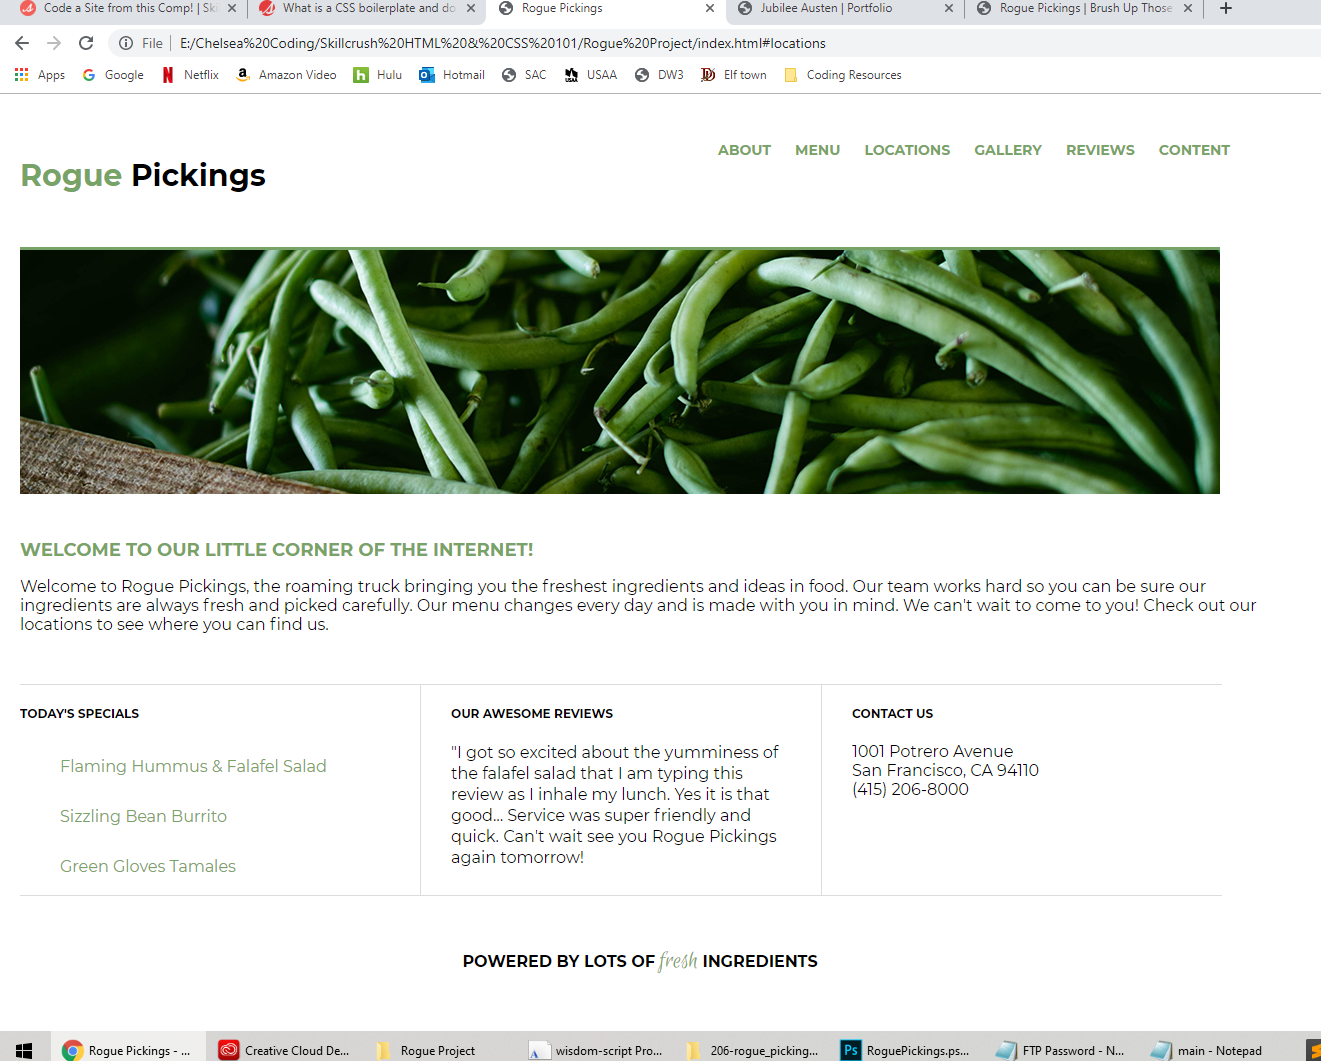 Code a Site from this Comp! | Ski
What is a CSS boilerplate and do
Rogue Pickings
Jubilee Austen | Portfolio
Rogue Pickings | Brush Up Those
File | E:/Chelsea%20Coding/Skillcrush%20HTML%20&%20CSS%20101/Rogue%20Project/index.html#locations
Apps Google Netflix Amazon Video Hulu Hotmail SAC USAA DW3 Elf town Coding Resources
ABOUT MENU LOCATIONS GALLERY REVIEWS CONTENT
Rogue Pickings
WELCOME TO OUR LITTLE CORNER OF THE INTERNET!
Welcome to Rogue Pickings, the roaming truck bringing you the freshest ingredients and ideas in food. Our team works hard so you can be sure our
ingredients are always fresh and picked carefully. Our menu changes every day and is made with you in mind. We can't wait to come to you! Check out our
locations to see where you can find us.
TODAY'S SPECIALS
Flaming Hummus & Falafel Salad
Sizzling Bean Burrito
Green Gloves Tamales
OUR AWESOME REVIEWS
"I got so excited about the yumminess of
the falafel salad that I am typing this
review as I inhale my lunch. Yes it is that
good... Service was super friendly and
quick. Can't wait see you Rogue Pickings
again tomorrow!
CONTACT US
1001 Potrero Avenue
San Francisco, CA 94110
(415) 206-8000
POWERED BY LOTS OF fresh INGREDIENTS
Rogue Pickings - ...
Creative Cloud De...
Rogue Project
wisdom-script Pro...
206-rogue_picking...
Ps RoguePickings.ps...
FTP Password - N...
main - Notepad